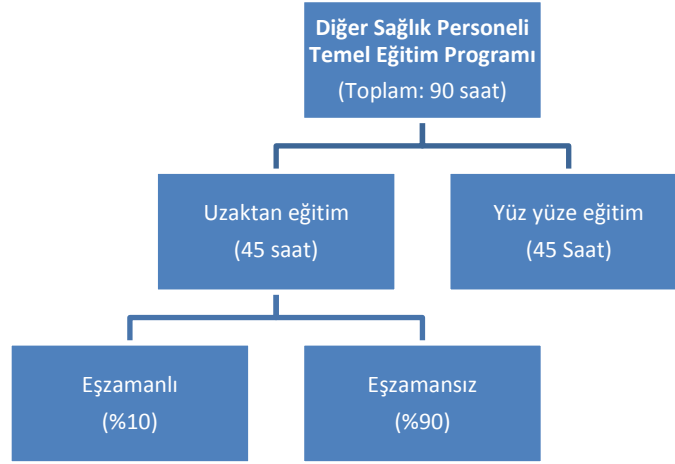 Diğer Sağlık Personeli
Temel Eğitim Programı
(Toplam: 90 saat)
Uzaktan eğitim
(45 saat)
Yüz yüze eğitim
(45 Saat)
Eşzamanlı
(%10)
Eşzamansız
(%90)